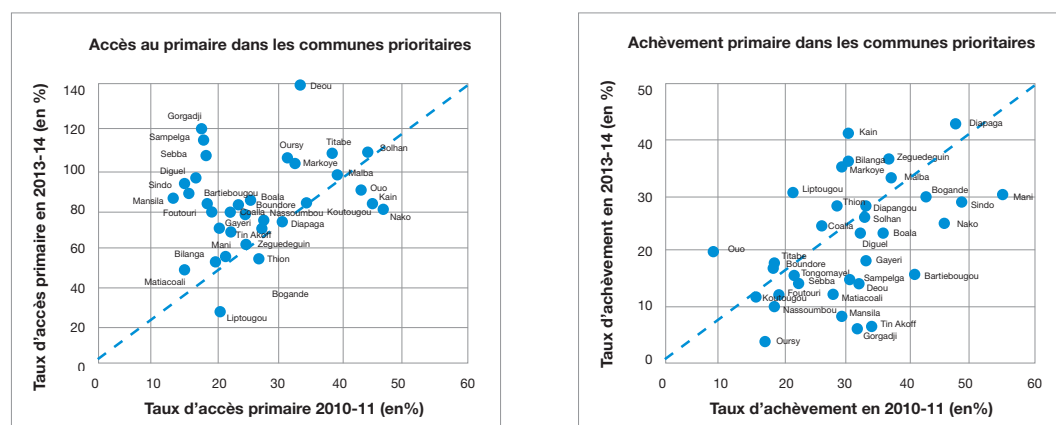 Accès au primaire dans les communes prioritaires
Taux d'accès primaire en 2013-14 (en %)
140
120
100
80
60
40
20
0
Deou
Gorgadji
Sampelga
Sebba
Oursy
Titabe
Solhan
Markoye
Diguel
Malba
Sindo
Mansila
Bartiebougou
Boala
Ouo
Boundore
Kain
Foutouri
Coalla
Nassoumbou
Koutougou
Nako
Gayeri
Diapaga
Tin Akoff
Mani
Zeguedeguin
Bilanga
Thion
Matiacoali
Bogande
Liptougou
0 10 20 30 40 50 60
Taux d'accès primaire 2010-11 (en%)
Achèvement primaire dans les communes prioritaires
Taux d'achèvement en 2013-14 (en %)
50
40
30
20
10
0
Kain
Diapaga
Bilanga
Zeguedeguin
Markoye
Malba
Liptougou
Bogande
Mani
Thion
Diapangou
Sindo
Solhan
Coalla
Boala
Nako
Diguel
Ouo
Titabe
Boundore
Gayeri
Tongomayel
Sampelga
Bartiebougou
Sebba
Deou
Koutougou
Foutouri
Matiacoali
Nassoumbou
Mansila
Tin Akoff
Gorgadji
Oursy
0 10 20 30 40 50 60
Taux d'achèvement en 2010-11 (en%)